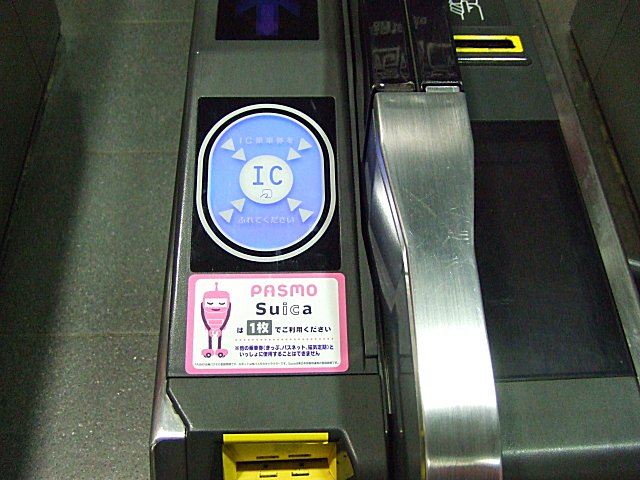 IC乗車券を
IC
ふれてください
PASMO
Suica
は 1枚 でご利用ください
※他の乗車券(きっぷ、パスネット、磁気定期)と
いっしょに使用することはできません